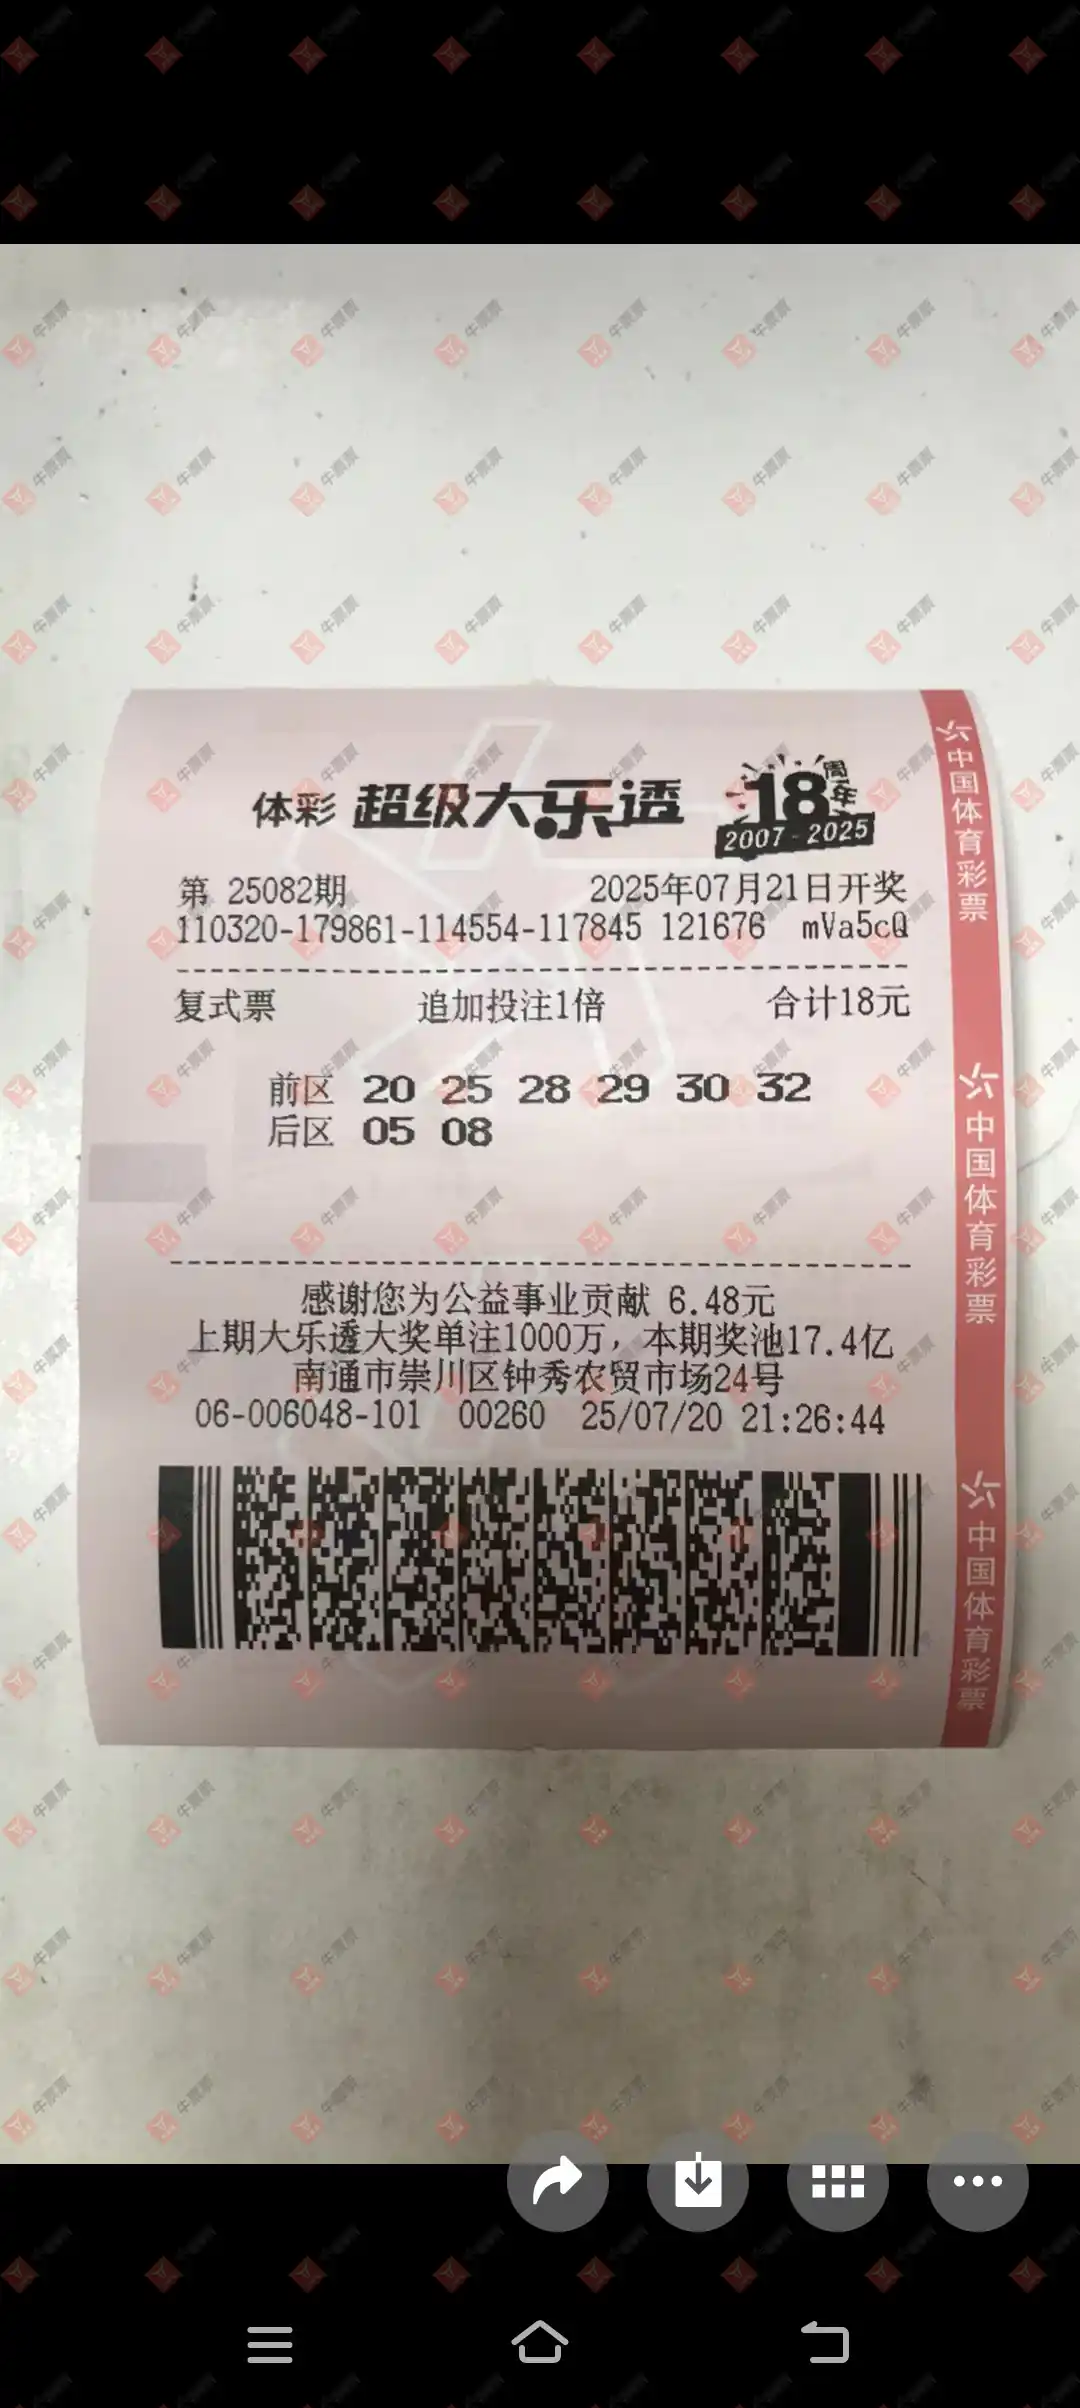 体彩 超级大乐透 18周年
2007-2025
第 25082期 2025年07月21日开奖
110320-179861-114554-117845 121676 mVa5cQ
复式票 追加投注1倍 合计18元
前区 20 25 28 29 30 32
后区 05 08
感谢您为公益事业贡献 6.48元
上期大乐透大奖单注1000万，本期奖池17.4亿
南通市崇川区钟秀农贸市场24号
06-006048-101 00260 25/07/20 21:26:44
中国体育彩票
中国体育彩票
中国体育彩票
牛票票